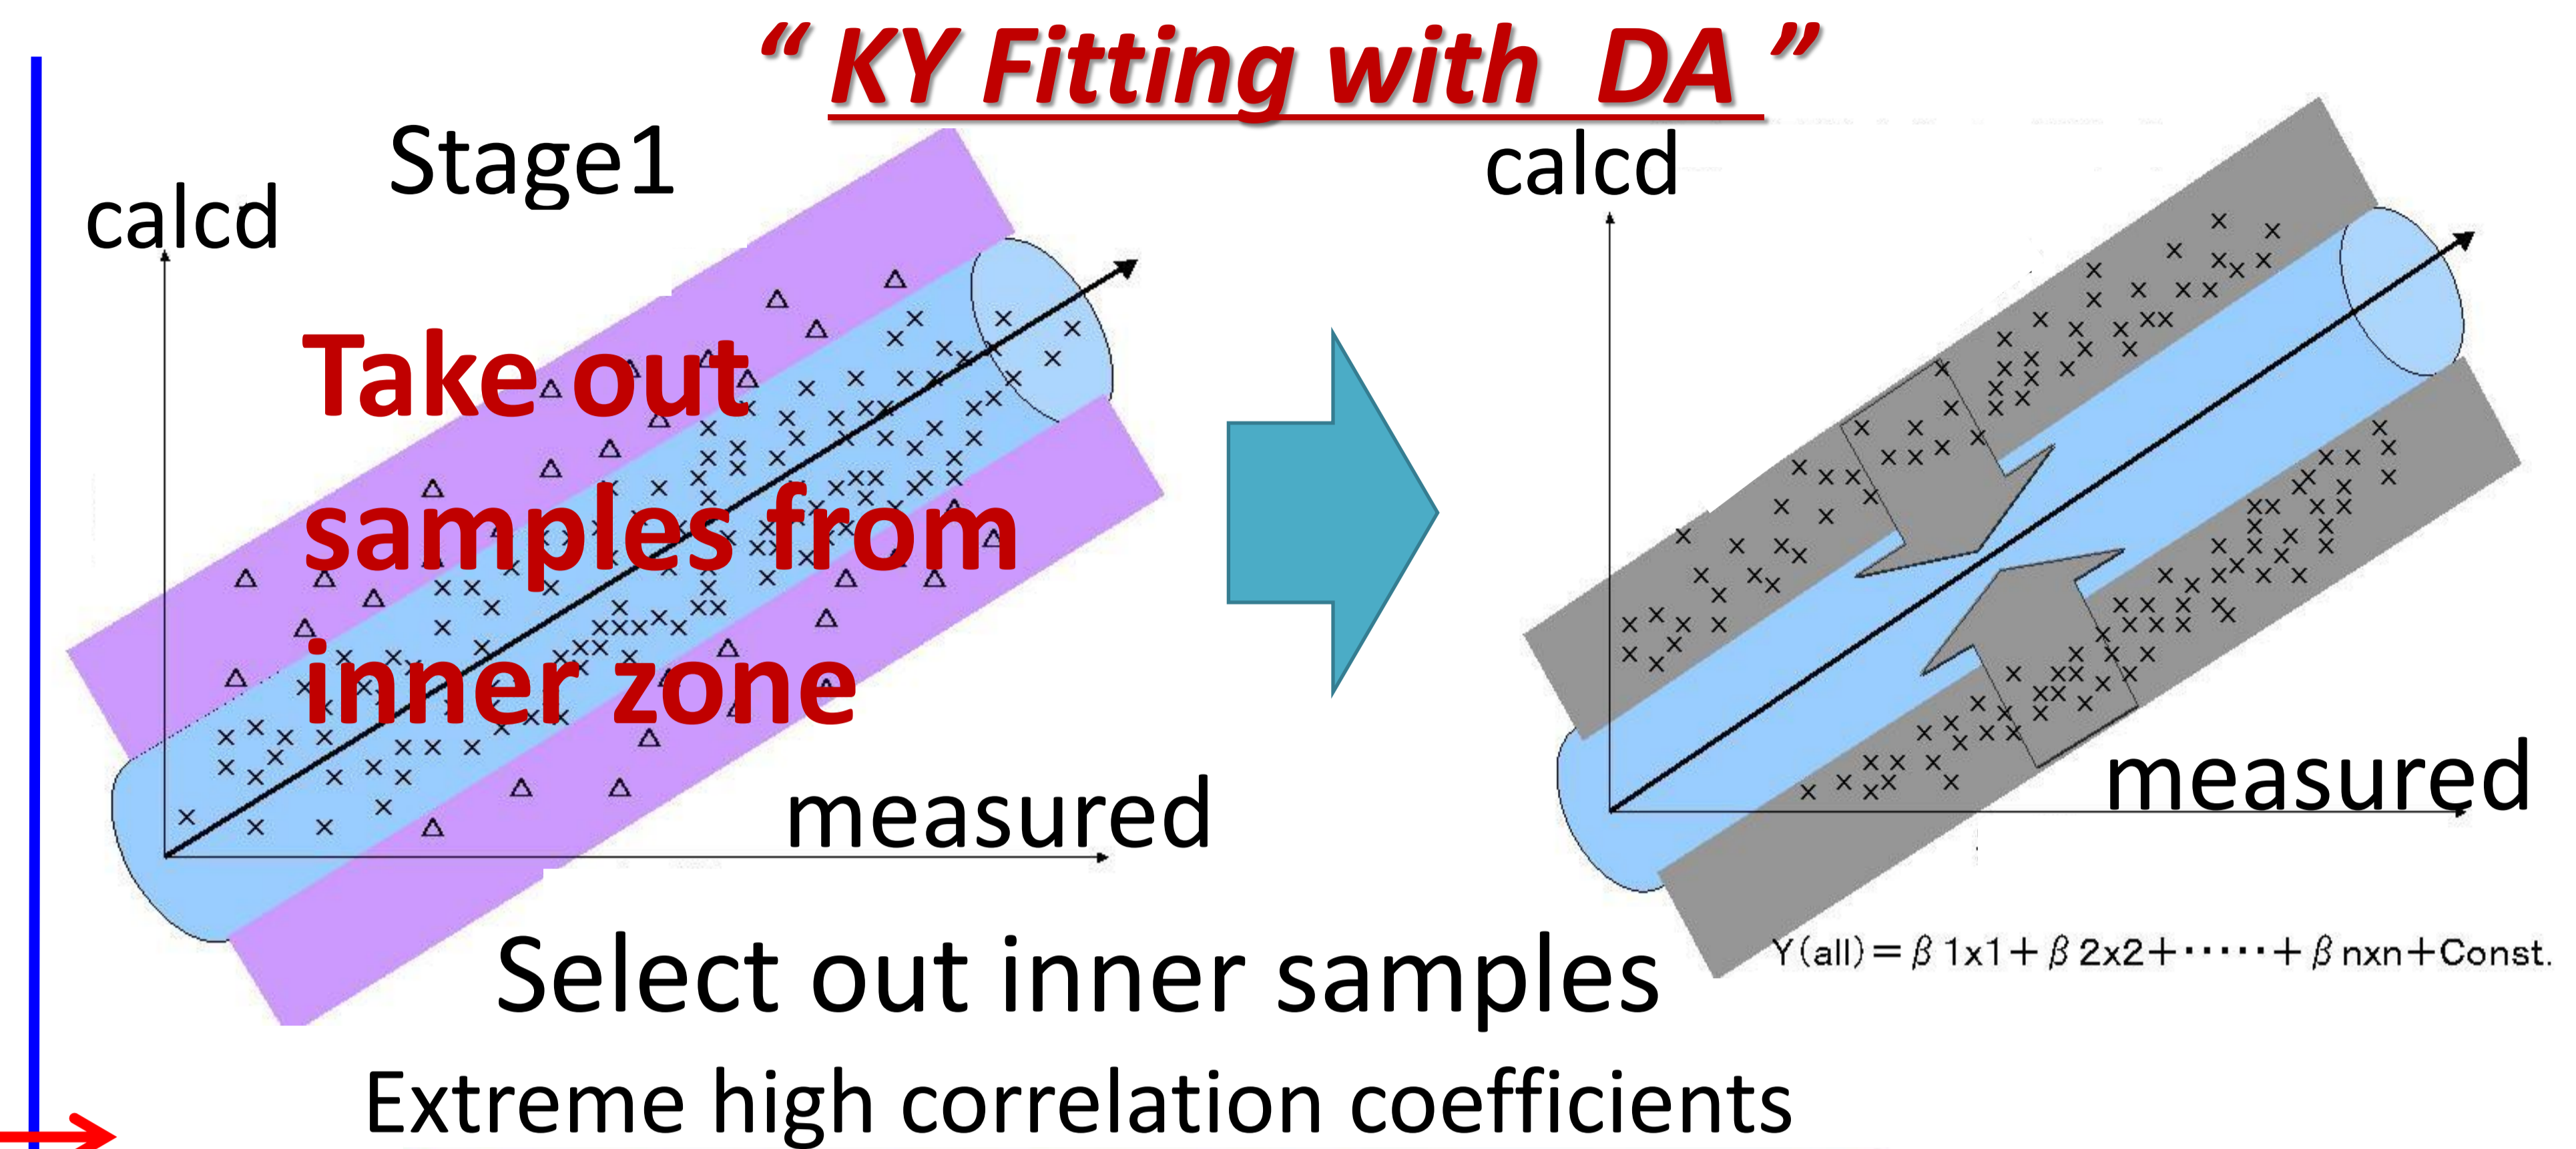 “ KY Fitting with DA ”
Stage1
calcd
calcd
Take out
samples from
inner zone
measured
measured
Y(all)=β1x1+β2x2+·····+βnxn+Const.
Select out inner samples
Extreme high correlation coefficients